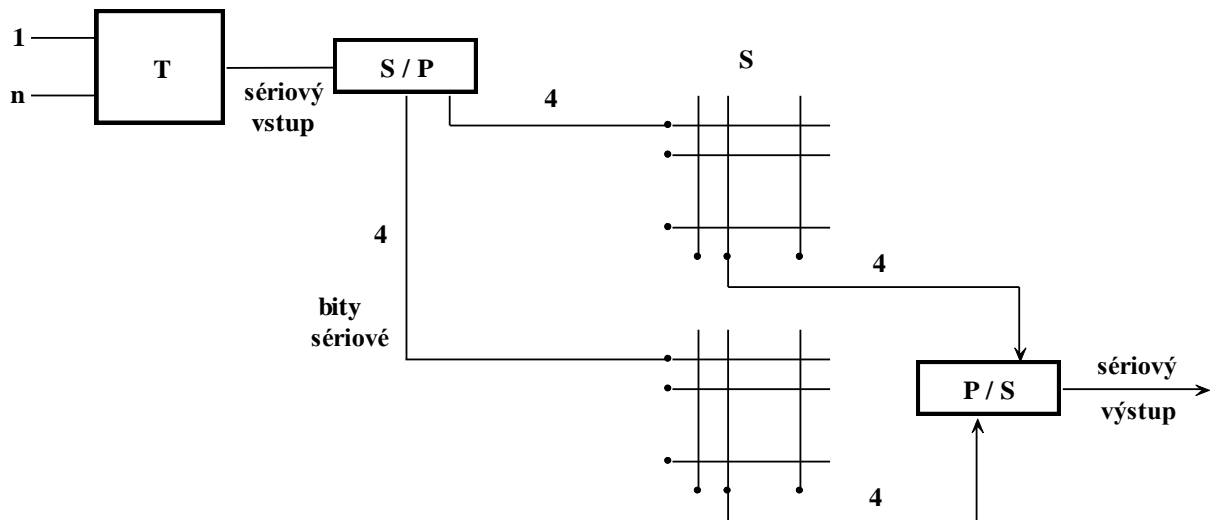 1
n
T
sériový
vstup
S / P
4
S
4
bity
sériové
4
P / S
sériový
výstup
4